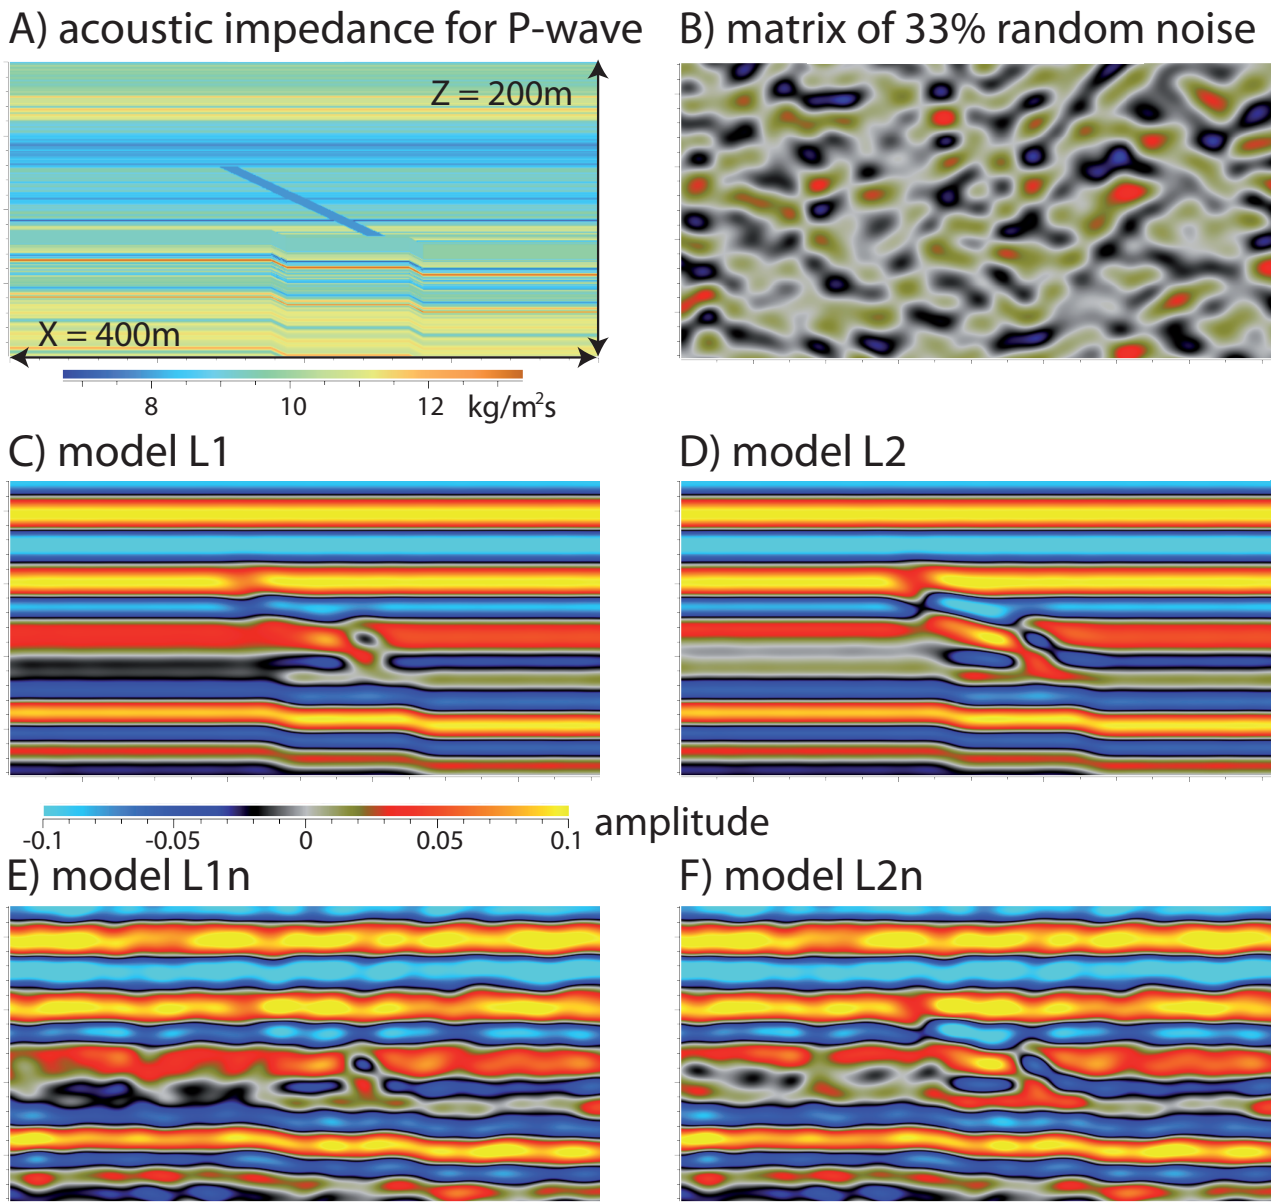 A) acoustic impedance for P-wave
B) matrix of 33% random noise
Z = 200m
X = 400m
8 10 12 kg/m²s
C) model L1
D) model L2
-0.1 -0.05 0 0.05 0.1 amplitude
E) model L1n
F) model L2n